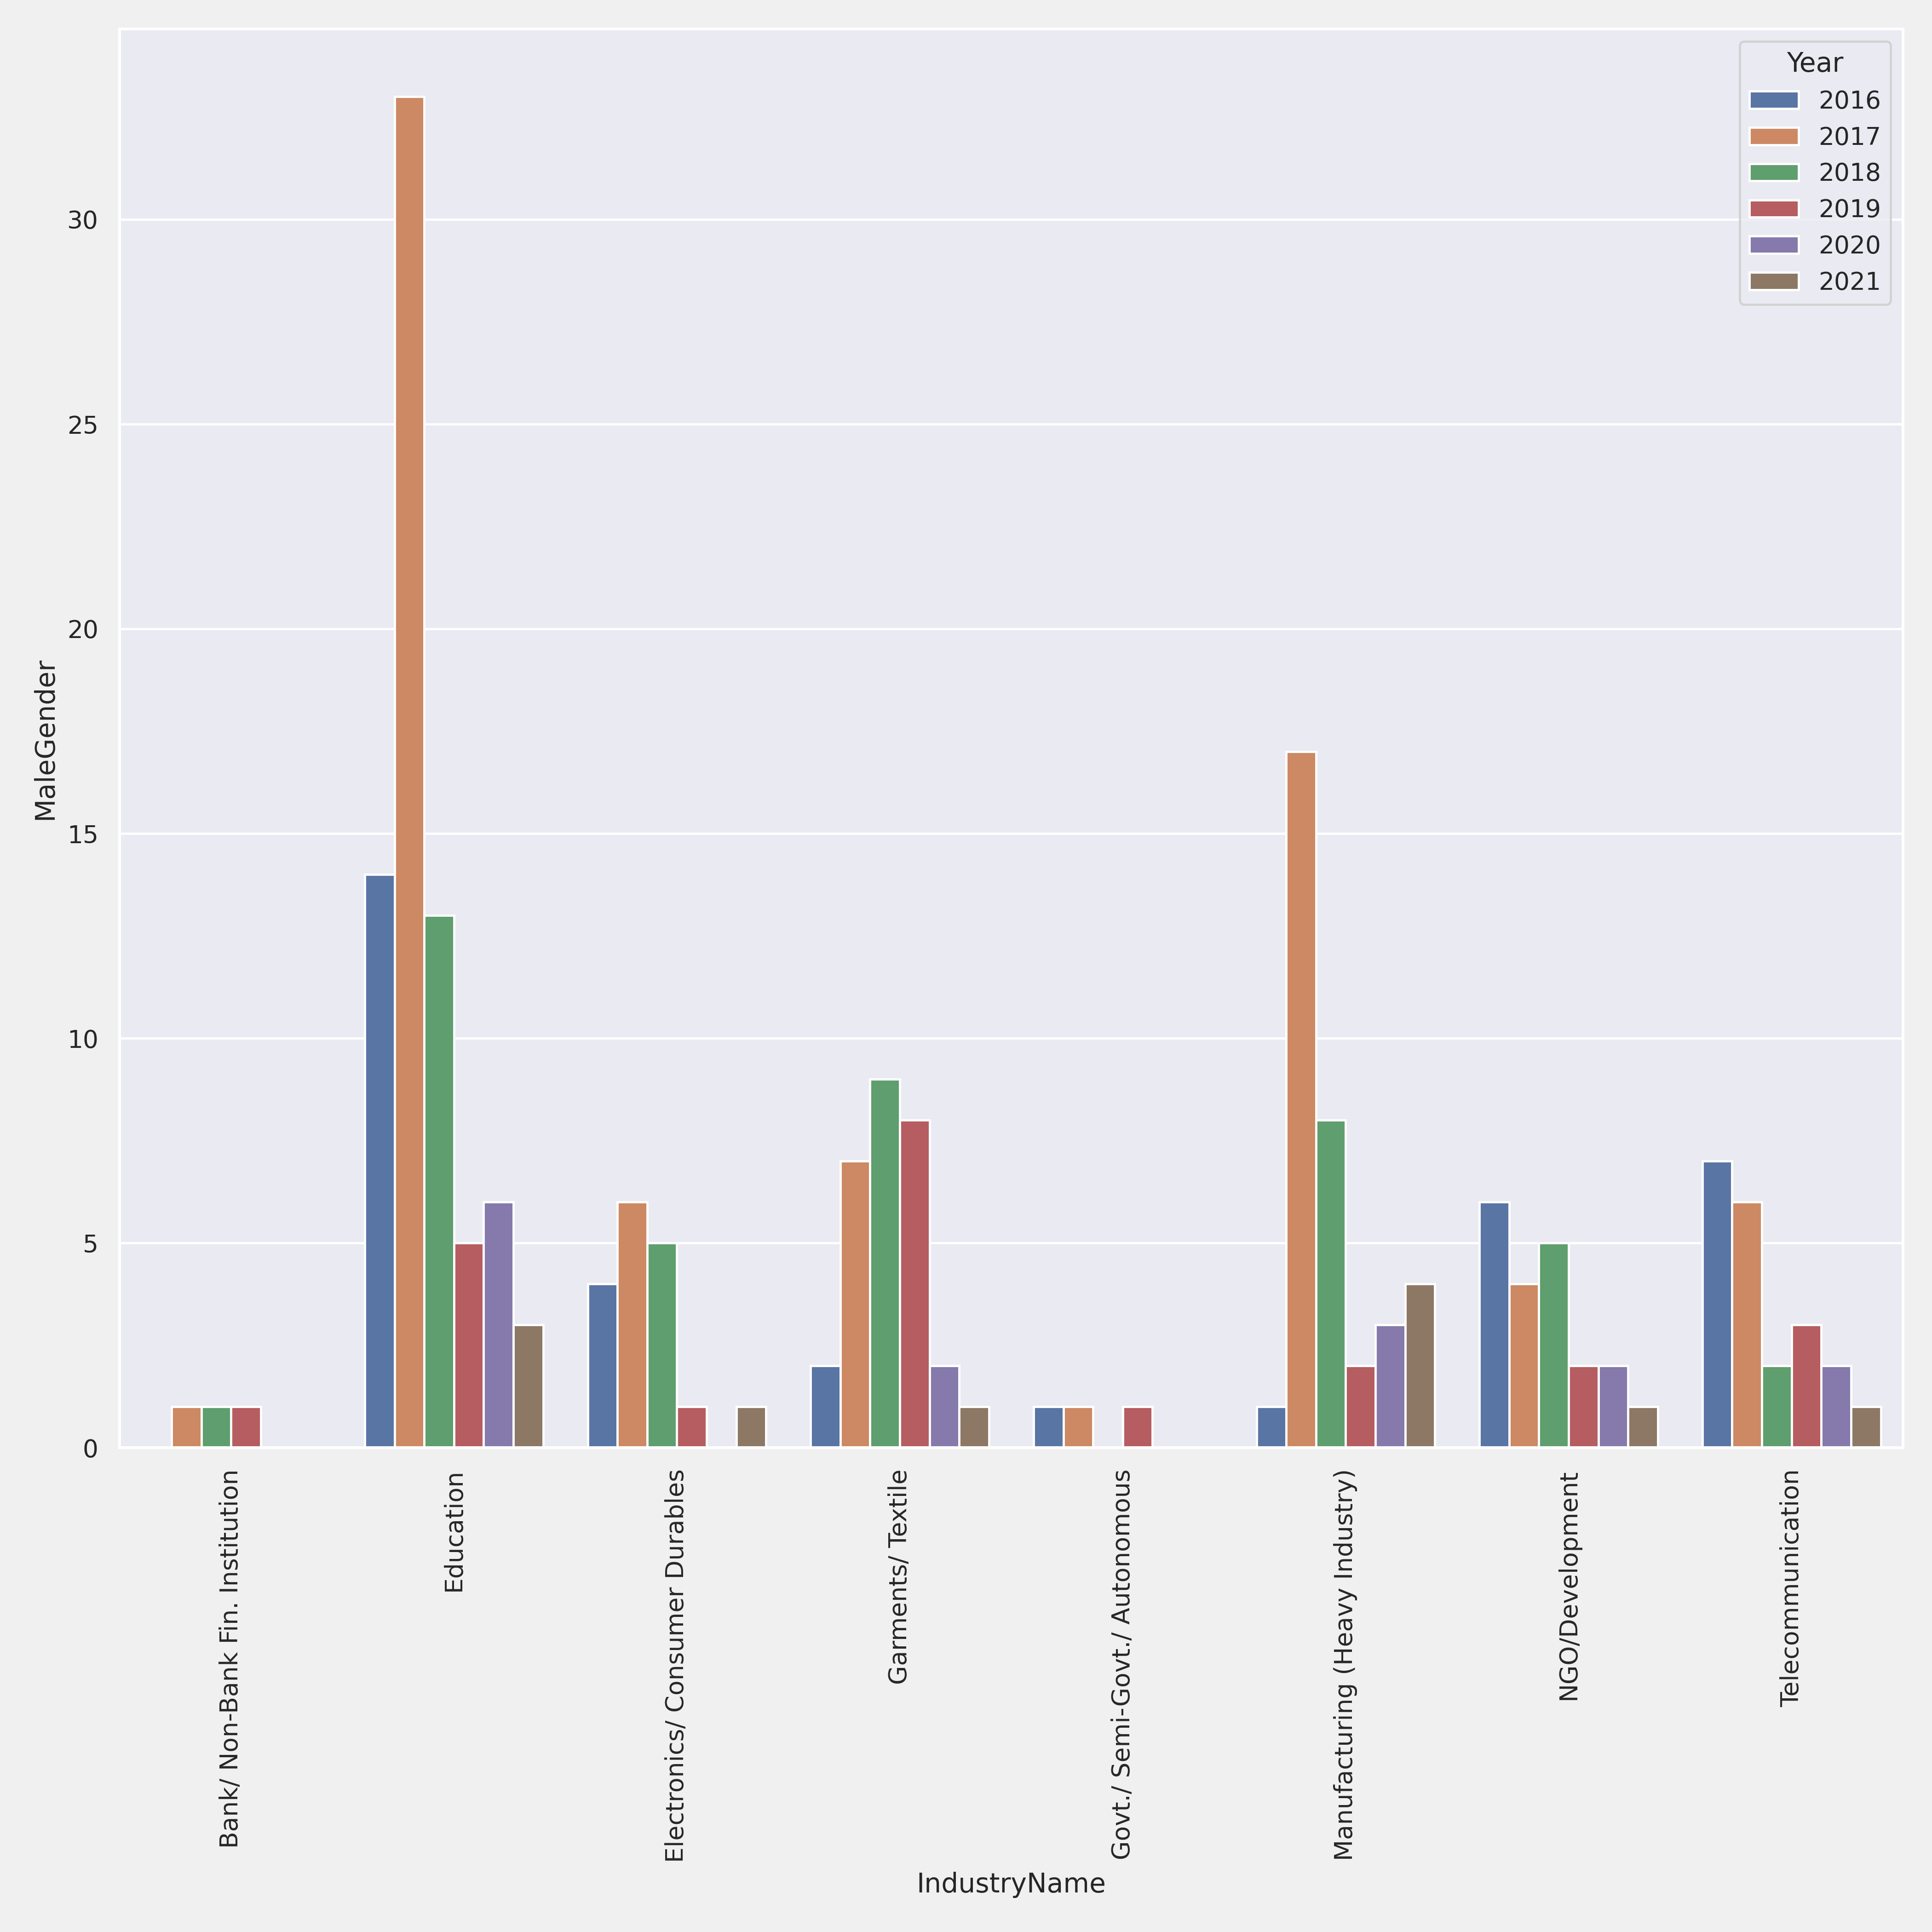 Year
2016
2017
2018
2019
2020
2021
MaleGender
30
25
20
15
10
5
0
Bank/ Non-Bank Fin. Institution
Education
Electronics/ Consumer Durables
Garments/ Textile
Govt./ Semi-Govt./ Autonomous
Manufacturing (Heavy Industry)
NGO/Development
Telecommunication
IndustryName